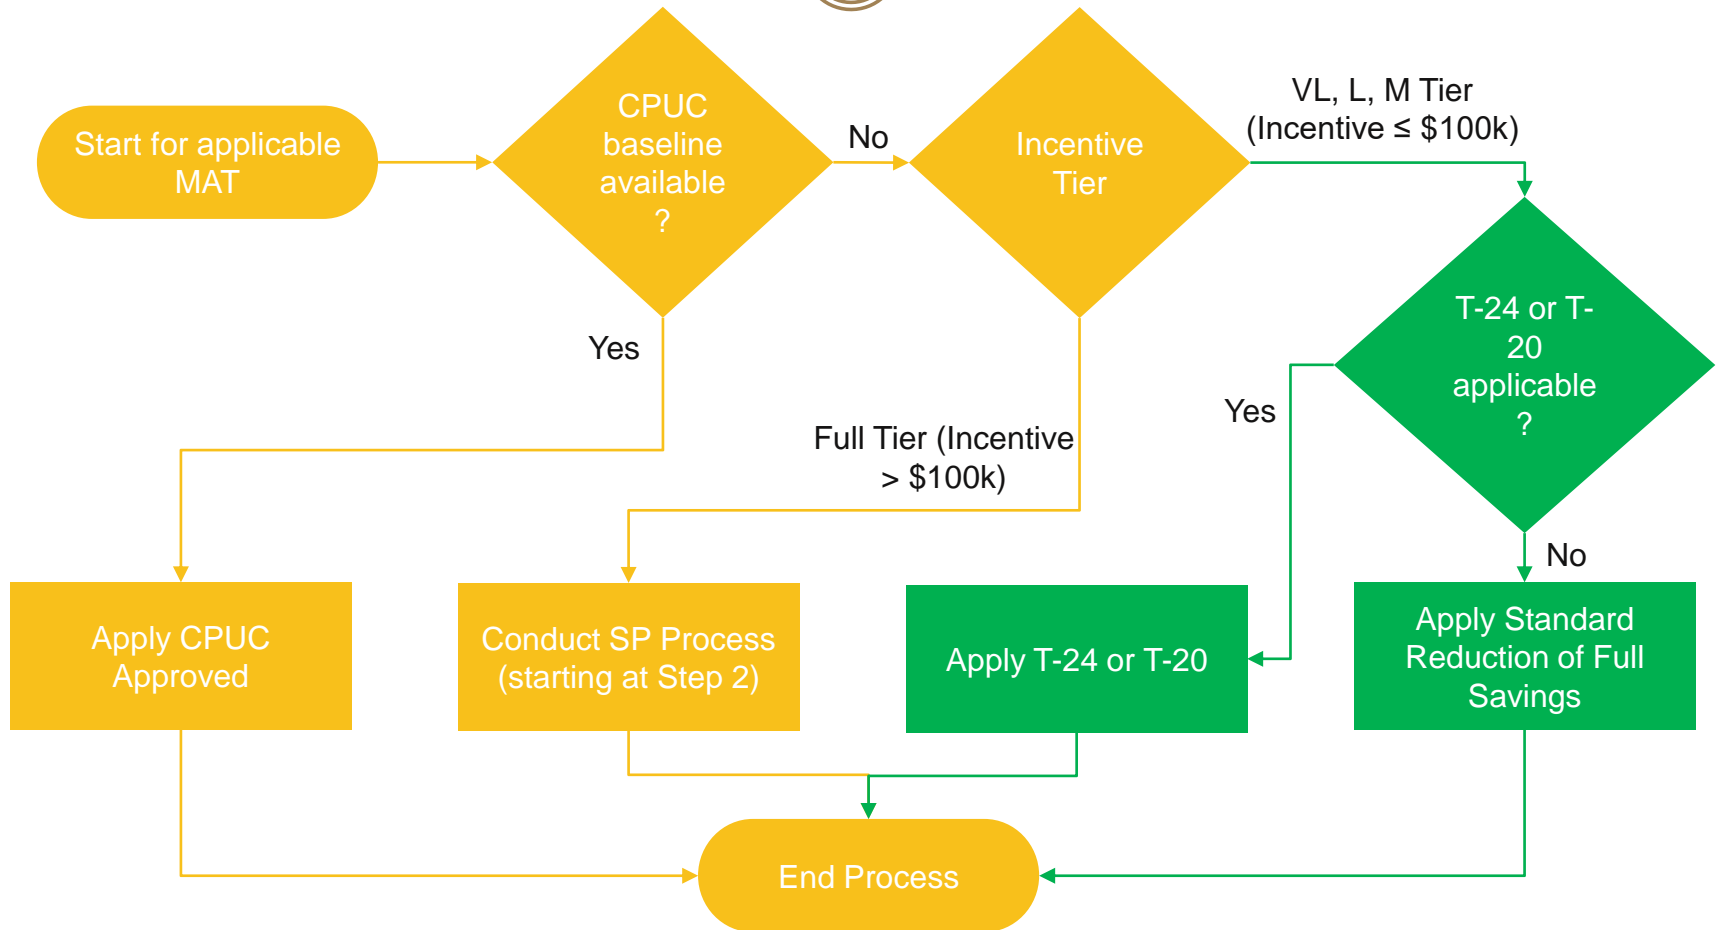 Start for applicable
MAT
CPUC
baseline
available
?
No
Incentive
Tier
VL, L, M Tier
(Incentive ≤ $100k)
T-24 or T-
20
applicable
?
Yes
Full Tier (Incentive
> $100k)
Yes
No
Apply CPUC
Approved
Conduct SP Process
(starting at Step 2)
Apply T-24 or T-20
Apply Standard
Reduction of Full
Savings
End Process